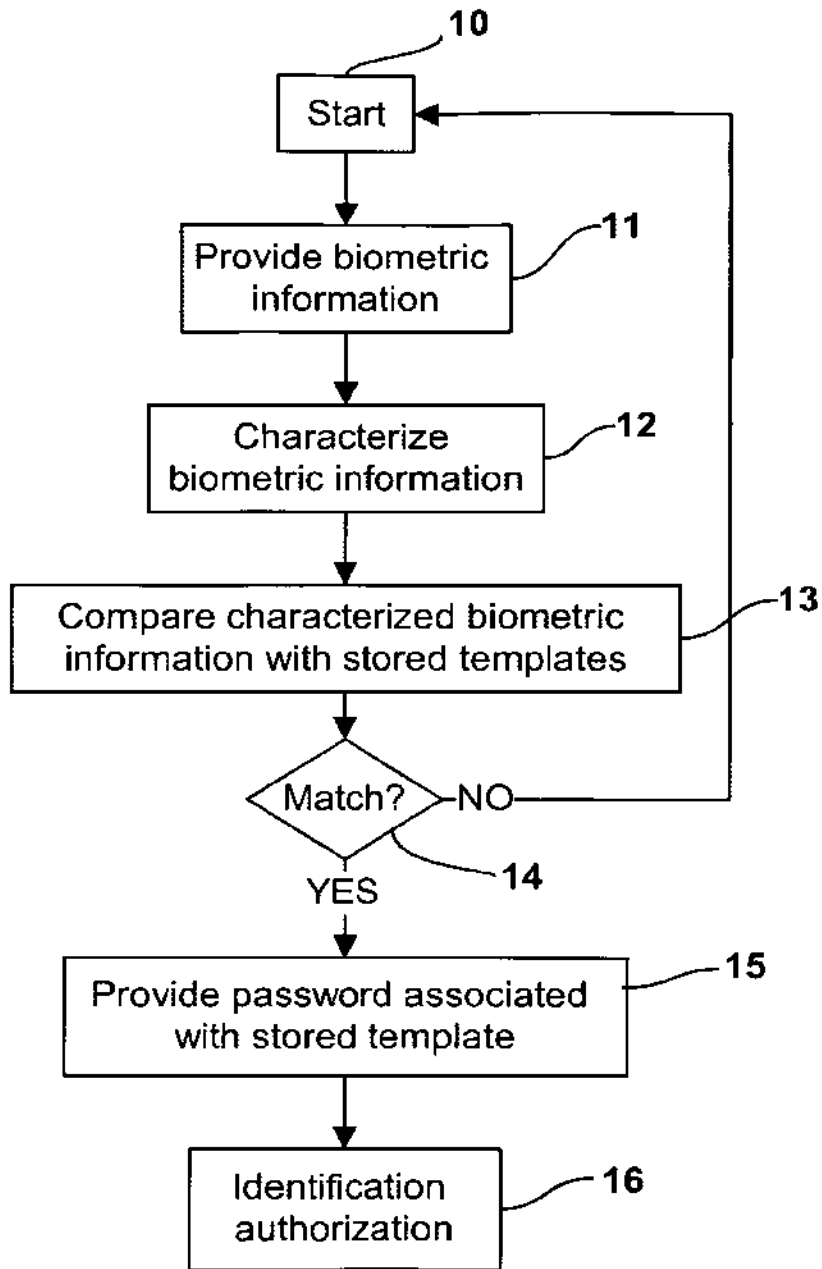 10
Start
11
Provide biometric
information
12
Characterize
biometric information
13
Compare characterized biometric
information with stored templates
Match?
NO
14
YES
15
Provide password associated
with stored template
16
Identification
authorization